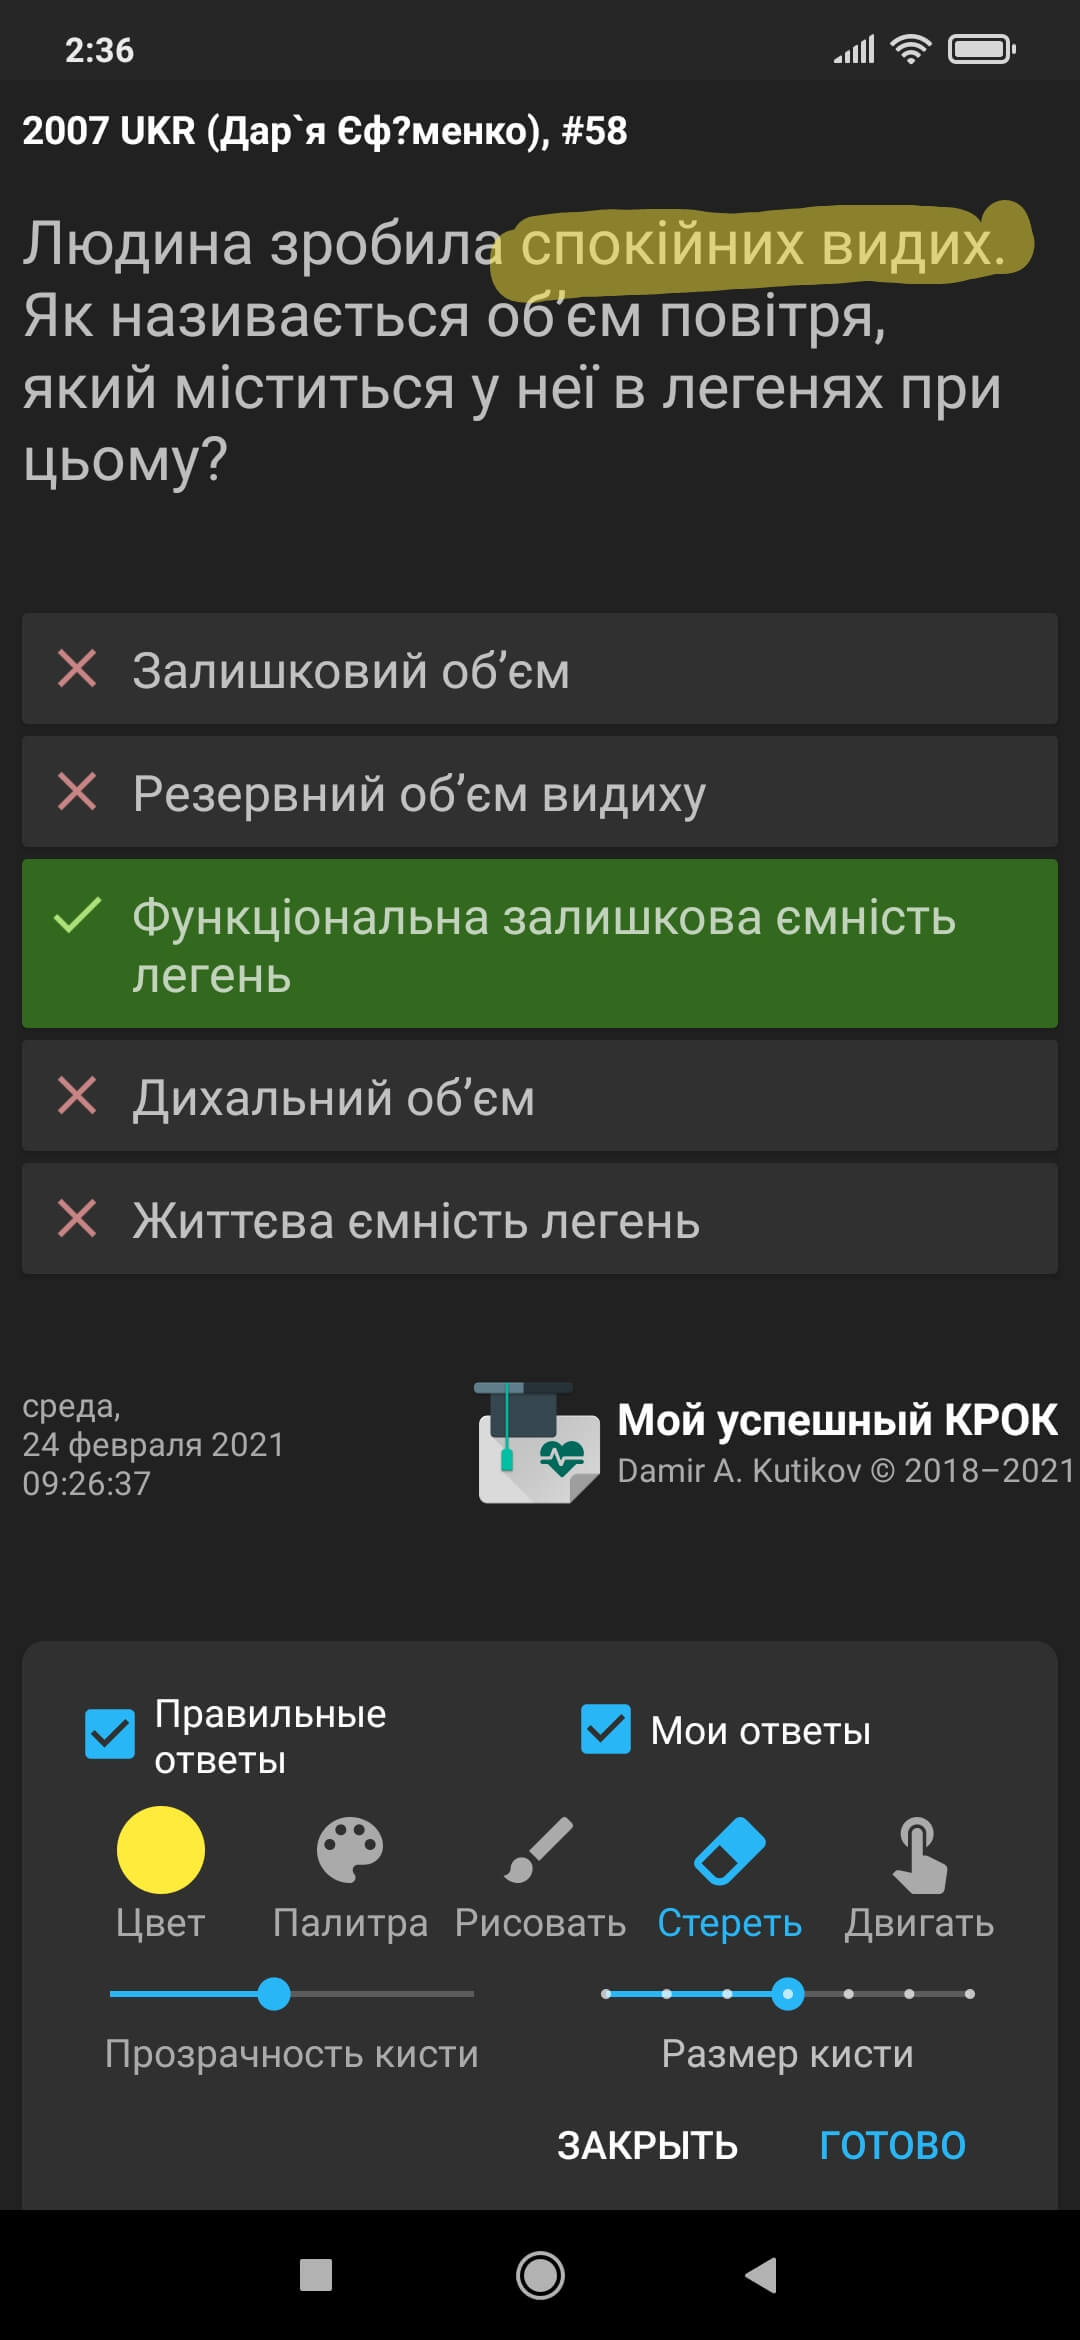 2:36
2007 UKR (Дар`я Єф?менко), #58
Людина зробила спокійних видих.
Як називається об’єм повітря,
який міститься у неї в легенях при
цьому?
Залишковий об’єм
Резервний об’єм видиху
Функціональна залишкова ємність
легень
Дихальний об’єм
Життєва ємність легень
среда,
24 февраля 2021
09:26:37
Мой успешный КРОК
Damir A. Kutikov © 2018–2021
Правильные
ответы
Мои ответы
Цвет
Палитра
Рисовать
Стереть
Двигать
Прозрачность кисти
Размер кисти
ЗАКРЫТЬ
ГОТОВО